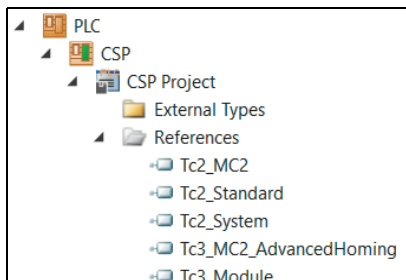 PLC
CSP
CSP Project
External Types
References
Tc2_MC2
Tc2_Standard
Tc2_System
Tc3_MC2_AdvancedHoming
Tc3_Module